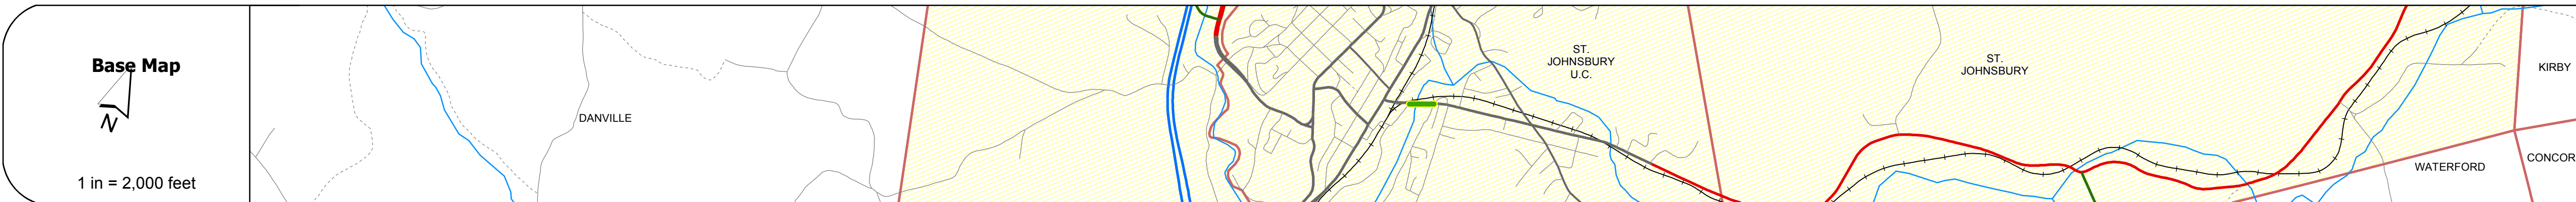 Base Map
N
1 in = 2,000 feet
DANVILLE
ST.
JOHNSBURY
U.C.
ST.
JOHNSBURY
KIRBY
WATERFORD
CONCOR